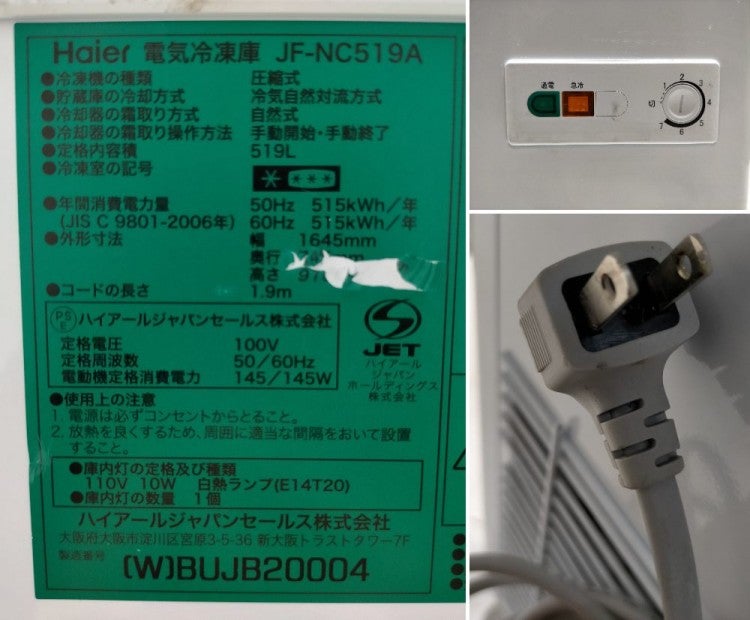 Haier 電気冷凍庫 JF-NC519A
●冷凍機の種類 圧縮式
●貯蔵庫の冷却方式 冷気自然対流方式
●冷却器の霜取り方式 自然式
●冷却器の霜取り操作方法 手動開始・手動終了
●定格内容積 519L
●冷凍室の記号
●年間消費電力量 50Hz 515kWh/年
(JIS C 9801-2006年) 60Hz 515kWh/年
●外形寸法 幅 1645mm
奥行
高さ
●コードの長さ 1.9m
PSE ハイアールジャパンセールス株式会社
定格電圧 100V
定格周波数 50/60Hz
電動機定格消費電力 145/145W
JET
ハイアール
ジャパン
ホールディングス
株式会社
●使用上の注意
1. 電源は必ずコンセントからとること。
2. 放熱を良くするため、周囲に適当な間隔をおいて設置
すること。
●庫内灯の定格及び種類
110V 10W 白熱ランプ(E14T20)
●庫内灯の数量 1個
ハイアールジャパンセールス株式会社
大阪府大阪市淀川区宮原3-5-36 新大阪トラストタワー7F
製造番号
(W)BUJB20004
通電 急冷
切 1 2 3 4 5 6 7